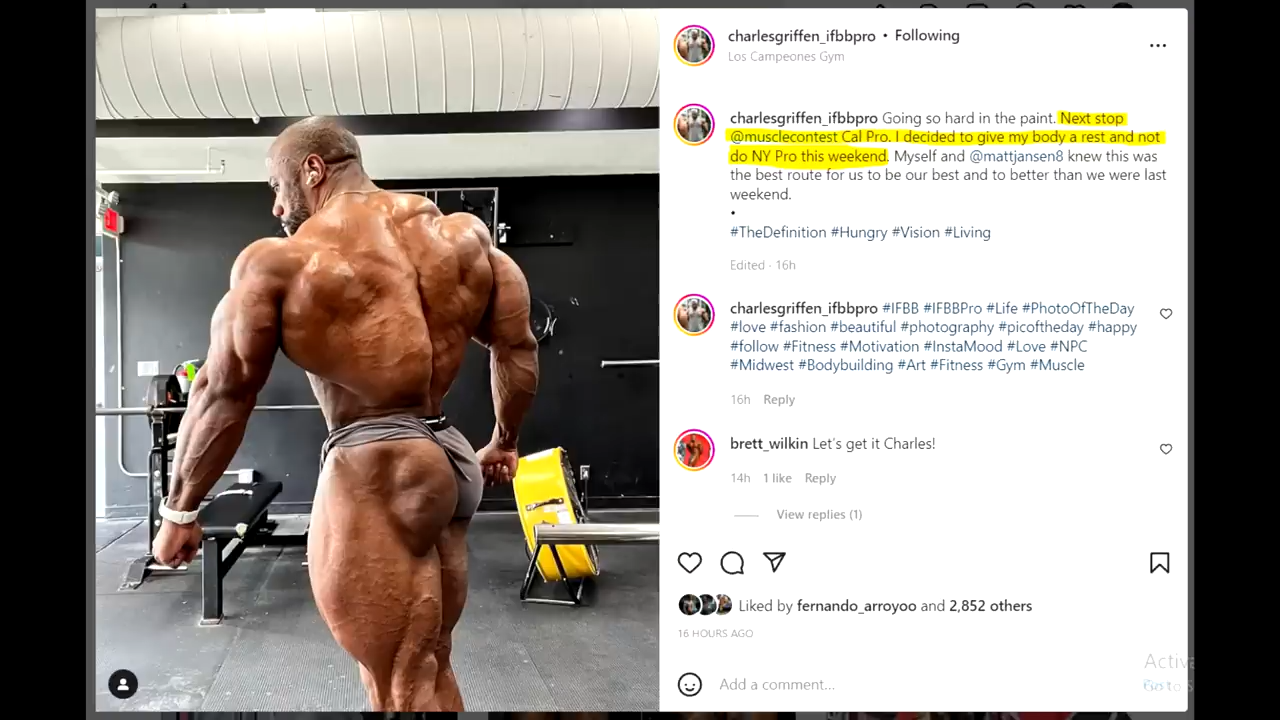 charlesgriffen_ifbbpro • Following
Los Campeones Gym
charlesgriffen_ifbbpro Going so hard in the paint. Next stop
@musclecontest Cal Pro. I decided to give my body a rest and not
do NY Pro this weekend. Myself and @mattjansen8 knew this was
the best route for us to be our best and to better than we were last
weekend.
•
#TheDefinition #Hungry #Vision #Living
Edited · 16h
charlesgriffen_ifbbpro #IFBB #IFBBPro #Life #PhotoOfTheDay
#love #fashion #beautiful #photography #picoftheday #happy
#follow #Fitness #Motivation #InstaMood #Love #NPC
#Midwest #Bodybuilding #Art #Fitness #Gym #Muscle
16h Reply
brett_wilkin Let's get it Charles!
14h 1 like Reply
View replies (1)
Liked by fernando_arroyoo and 2,852 others
16 HOURS AGO
Add a comment...